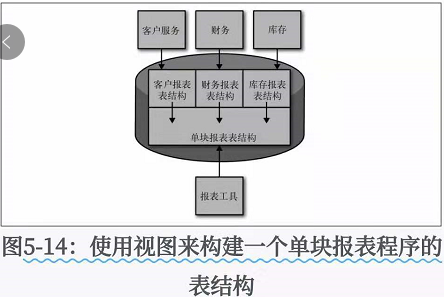 客户服务
财务
库存
客户报表
表结构
财务报表
表结构
库存报表
表结构
单块报表表结构
报表工具
图5-14：使用视图来构建一个单块报表程序的
表结构